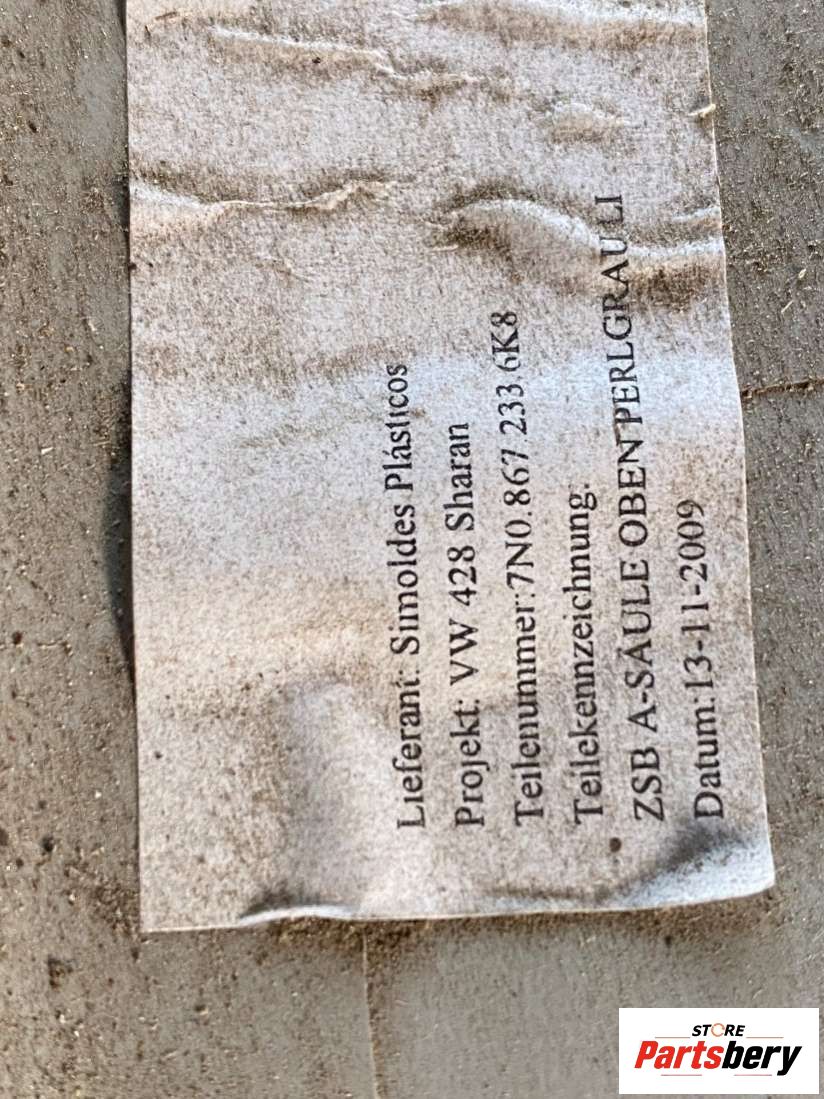 Lieferant: Simoldes Plásticos
Projekt: VW 428 Sharan
Teilenummer:7N0.867.233.6K8
Teilekennzeichnung:
ZSB A-SÄULE OBEN PERLGRAU LI
Datum:13-11-2009
STORE
Partsbery